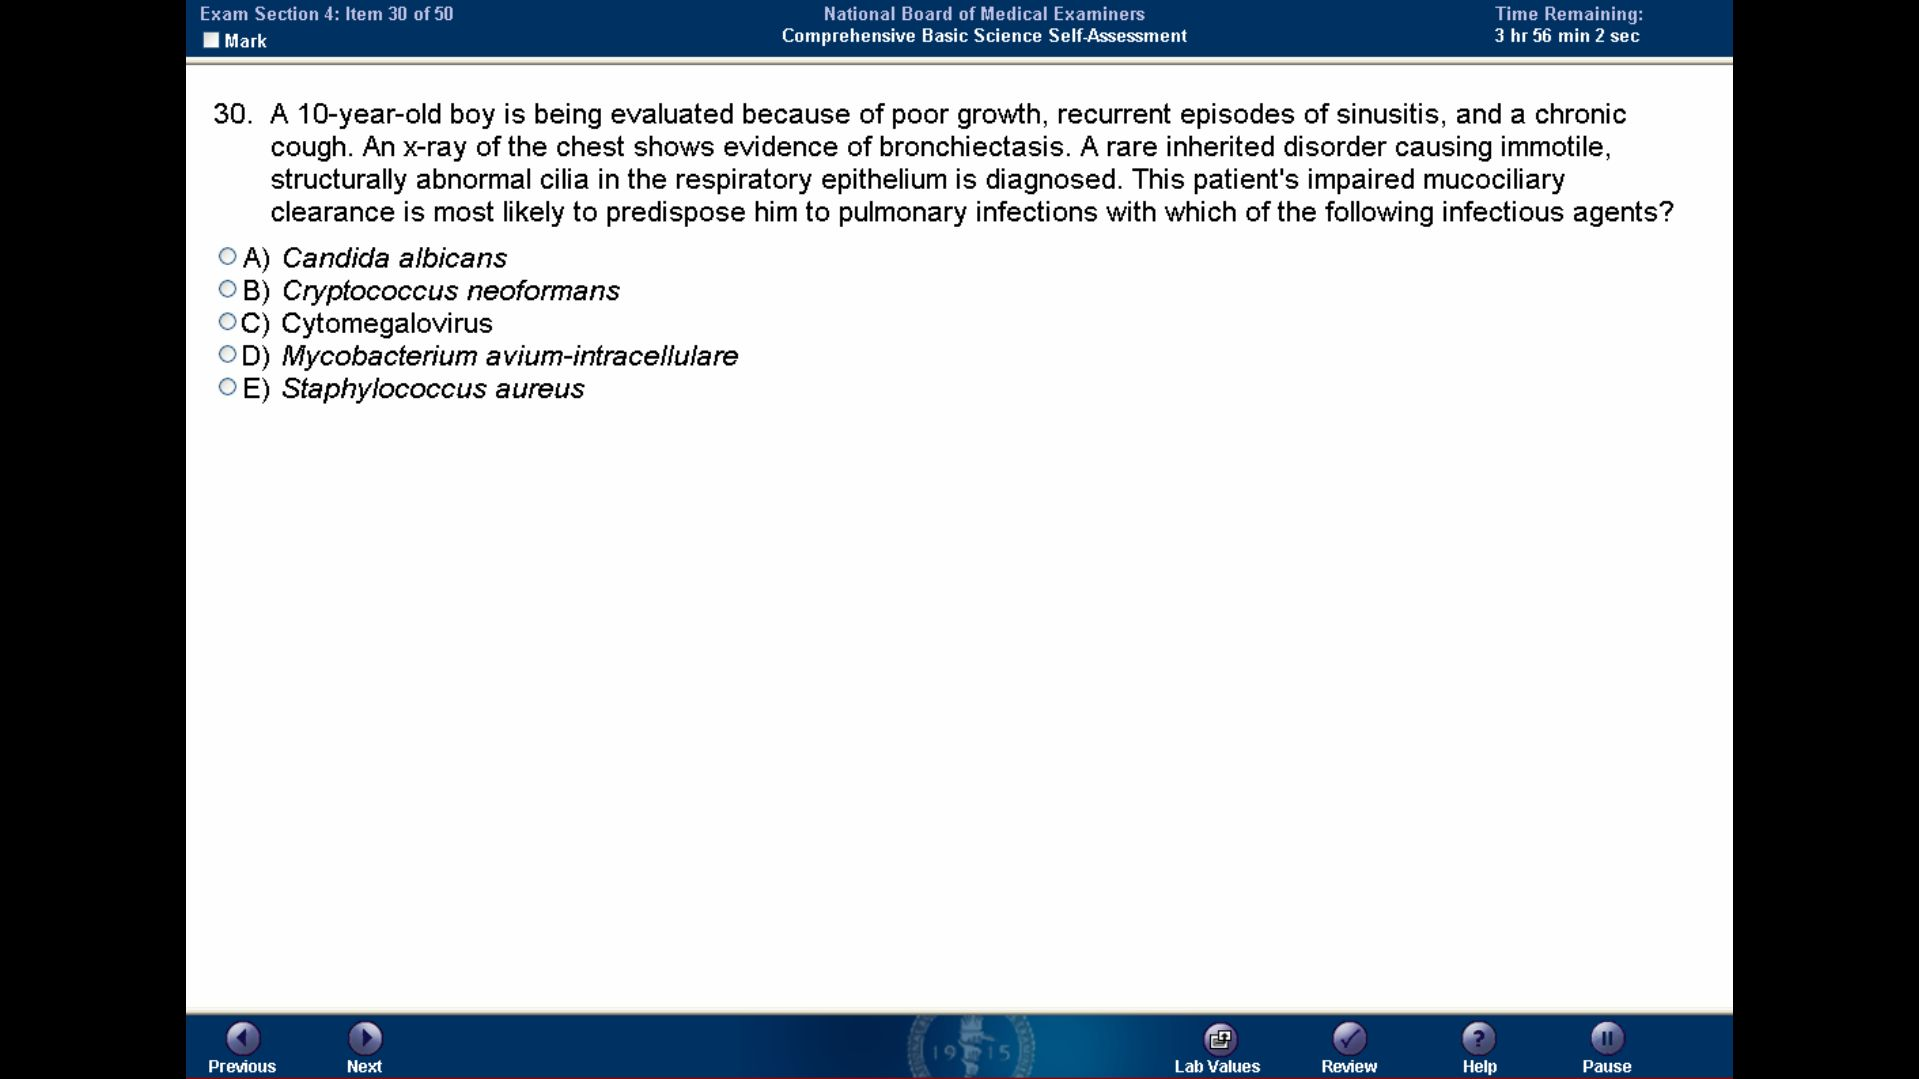 Exam Section 4: Item 30 of 50
National Board of Medical Examiners
Time Remaining:
Mark
Comprehensive Basic Science Self-Assessment
3 hr 56 min 2 sec
30. A 10-year-old boy is being evaluated because of poor growth, recurrent episodes of sinusitis, and a chronic
cough. An x-ray of the chest shows evidence of bronchiectasis. A rare inherited disorder causing immotile,
structurally abnormal cilia in the respiratory epithelium is diagnosed. This patient's impaired mucociliary
clearance is most likely to predispose him to pulmonary infections with which of the following infectious agents?
A) Candida albicans
B) Cryptococcus neoformans
C) Cytomegalovirus
D) Mycobacterium avium-intracellulare
E) Staphylococcus aureus
1915
Previous
Next
Lab Values
Review
Help
Pause